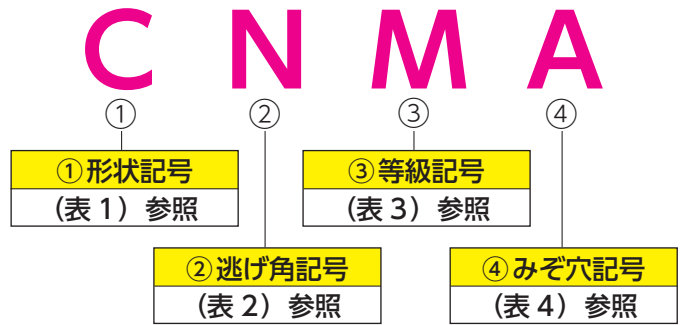 C N M A
① ② ③ ④
①形状記号
（表1）参照
③等級記号
（表3）参照
②逃げ角記号
（表2）参照
④みぞ穴記号
（表4）参照